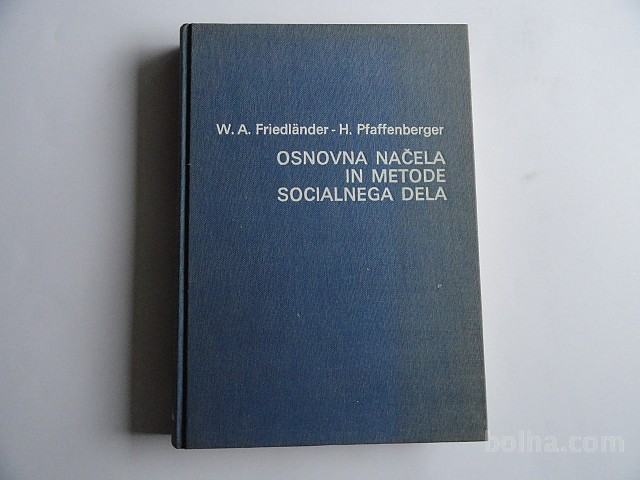 W. A. Friedländer - H. Pfaffenberger
OSNOVNA NAČELA
IN METODE
SOCIALNEGA DELA
bolha.com